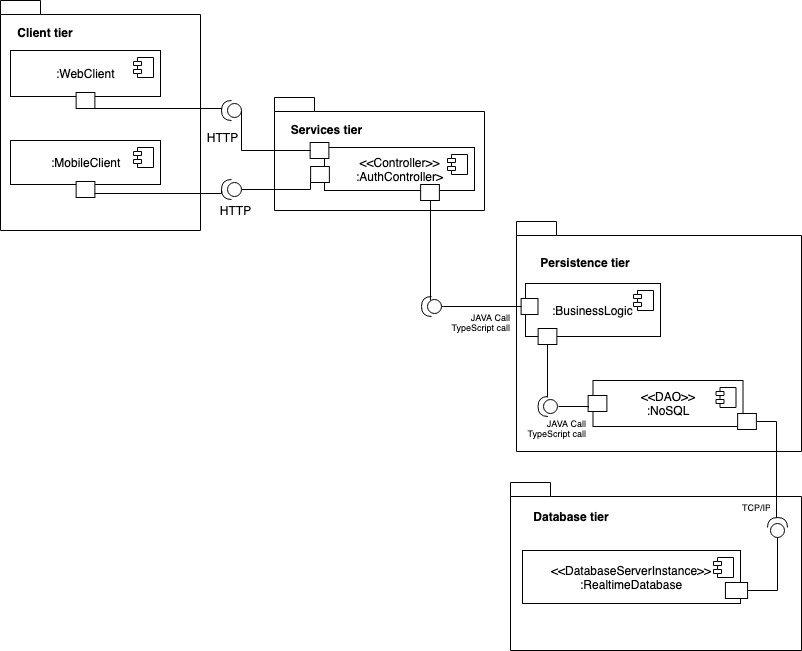 Client tier
:WebClient
HTTP
Services tier
:MobileClient
<<Controller>>
:AuthController>
HTTP
Persistence tier
:BusinessLogic
JAVA Call
TypeScript call
<<DAO>>
:NoSQL
JAVA Call
TypeScript call
TCP/IP
Database tier
<<DatabaseServerInstance>>
:RealtimeDatabase